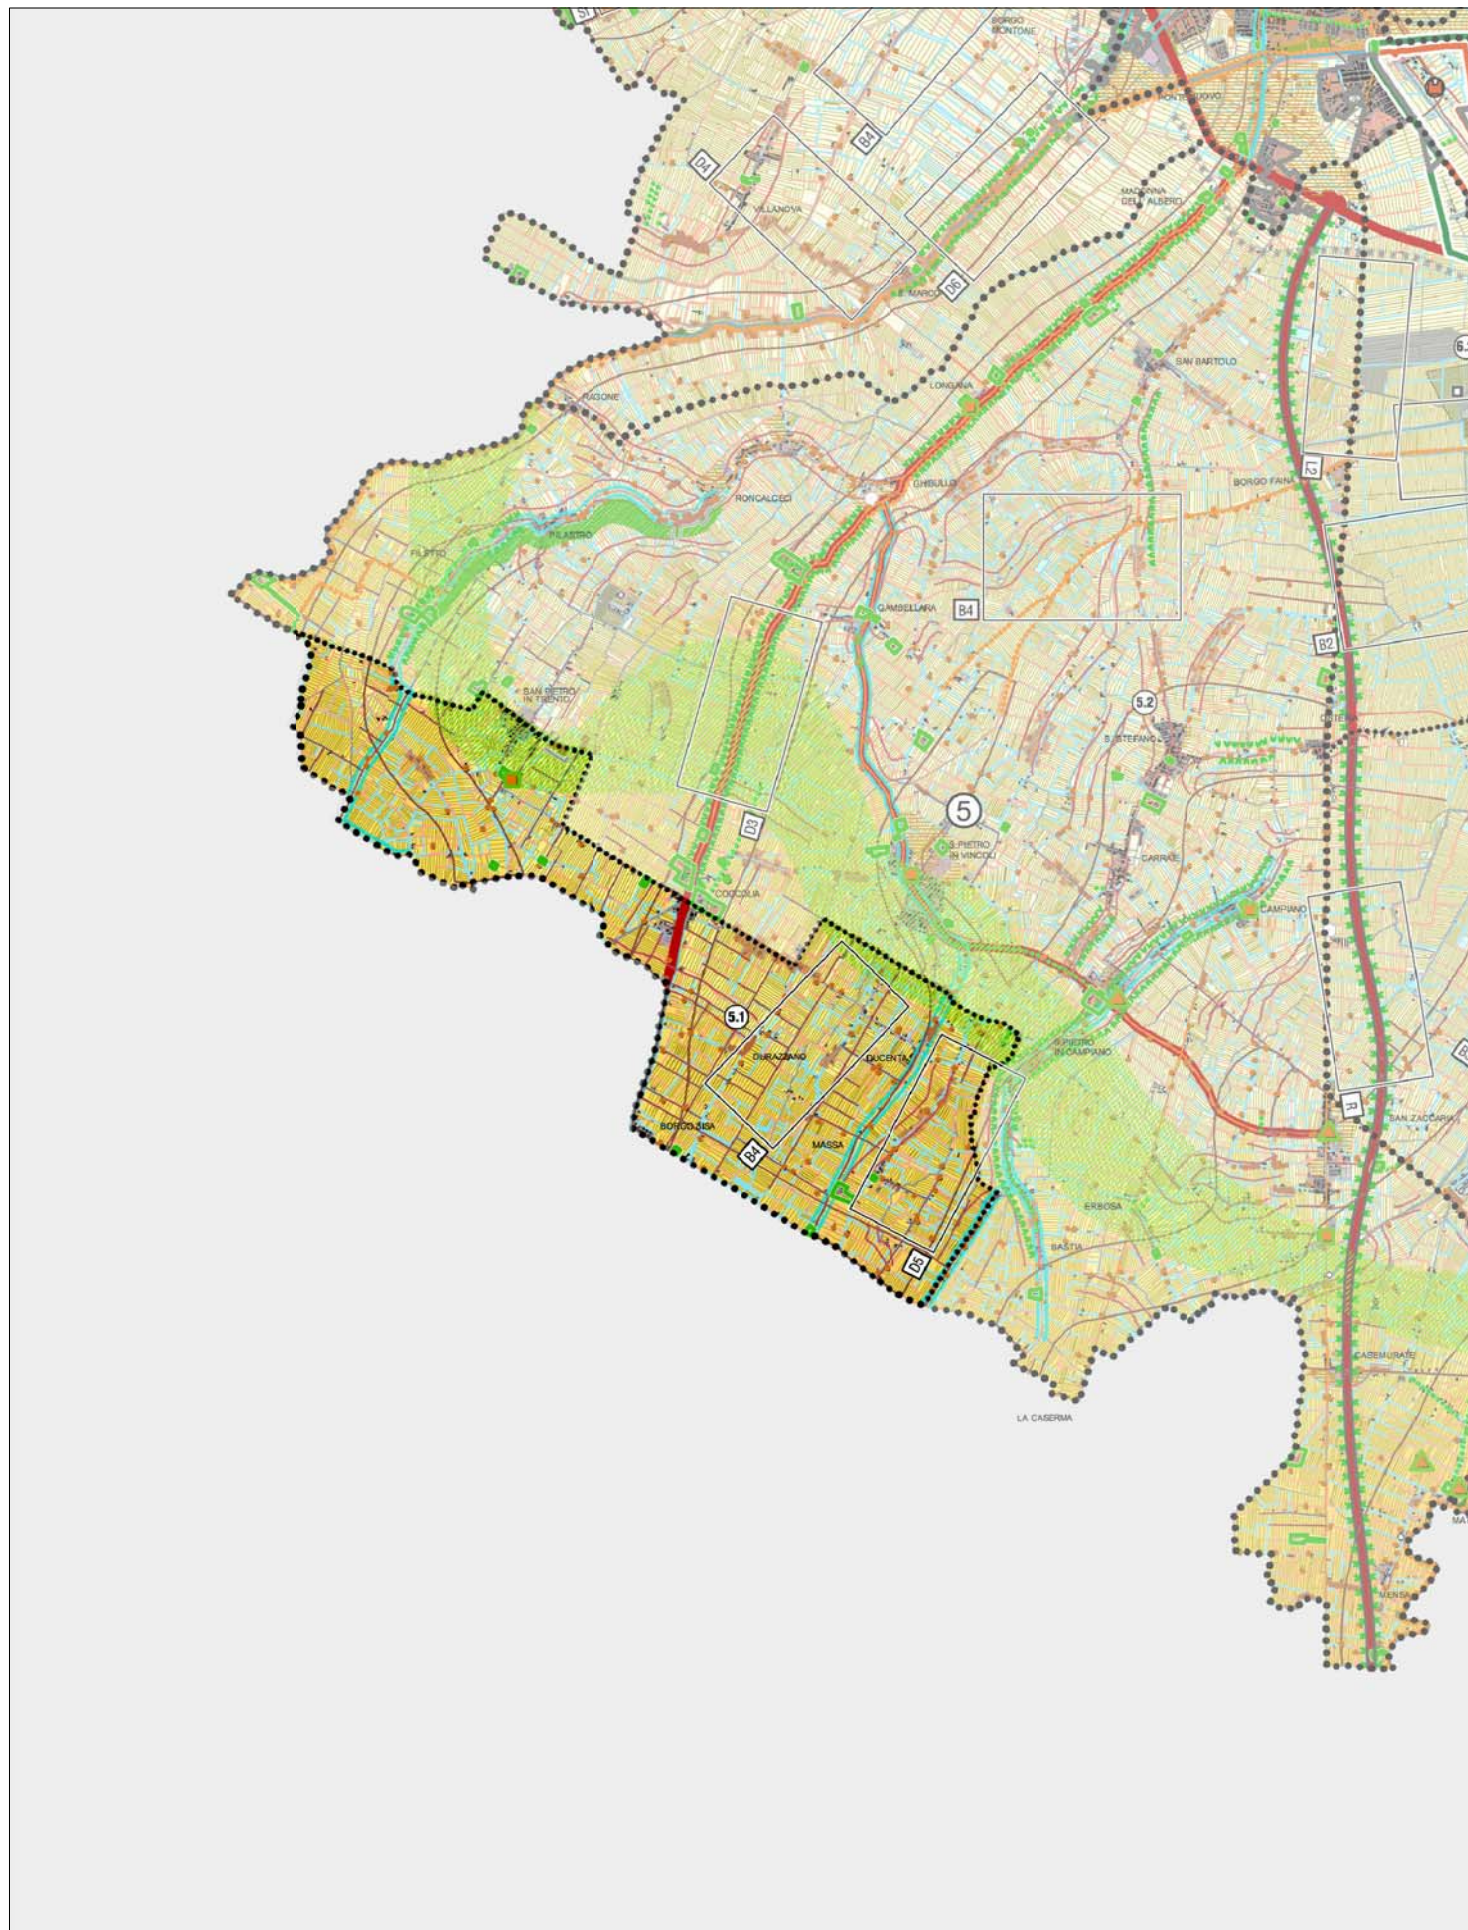 BORGO
MONTONE
B4
D4
VILLANOVA
MADONNA
DELL' ALBERO
S. MARCO
D6
SAN BARTOLO
LONGANA
RAGONE
L2
BORGO FAINA
GHIBULLO
RONCALCECI
PILASTRO
FILETTO
GAMBELLARA
B4
B2
SAN PIETRO
IN TRENTO
5.2
S. STEFANO
OSTERIA
5
D3
S.PIETRO
IN VINCOLI
CARRAIE
COCCOLIA
CAMPIANO
5.1
DURAZZANO
DUCENTA
S.PIETRO
IN CAMPIANO
R
SAN ZACCARIA
BORGO SISA
MASSA
B4
ERBOSA
BASTIA
D5
CASEMURATE
LA CASERMA
MENSA